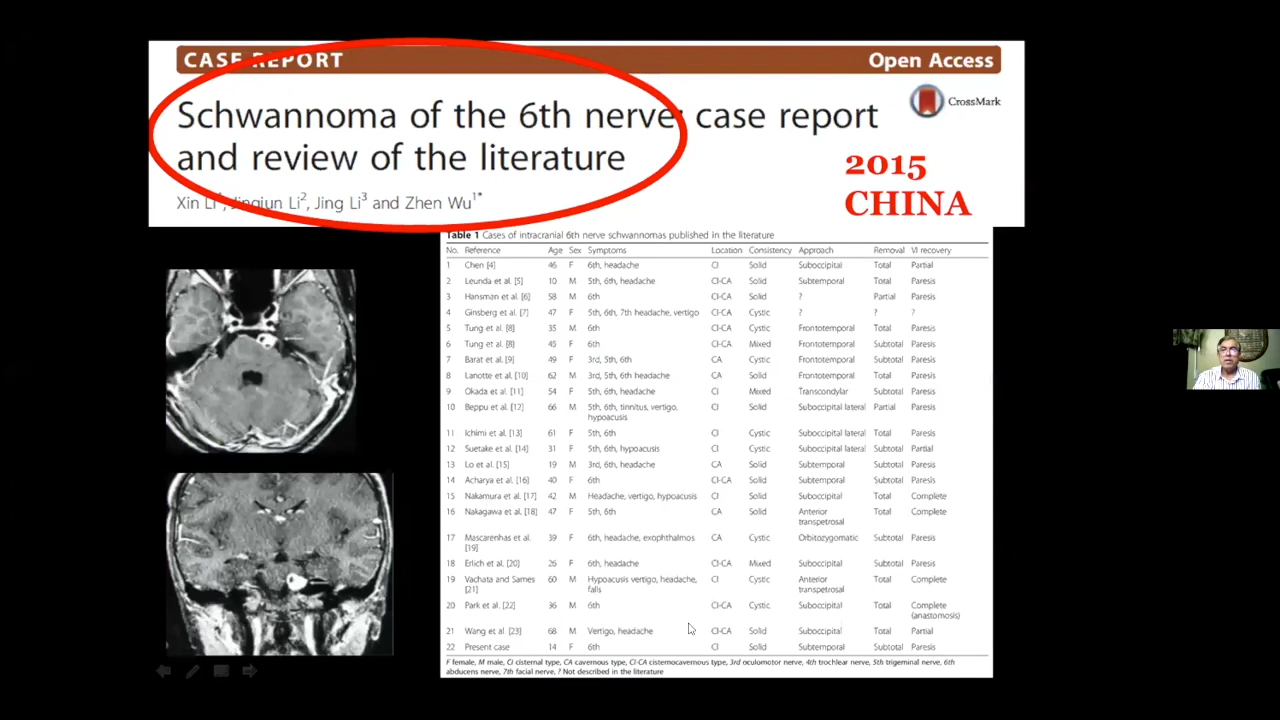 CASE REPORT Open Access
Schwannoma of the 6th nerve: case report
and review of the literature
CrossMark
Xin Li1, Jingjun Li2, Jing Li3 and Zhen Wu1*
2015
CHINA
Table 1 Cases of intracranial 6th nerve schwannomas published in the literature
No. Reference Age Sex Symptoms Location Consistency Approach Removal VI recovery
1 Chen [4] 46 F 6th, headache CI Solid Suboccipital Total Partial
2 Leunda et al. [5] 10 M 5th, 6th, headache CI-CA Solid Subtemporal Total Paresis
3 Hansman et al. [6] 58 M 6th CI-CA Solid ? Partial Paresis
4 Ginsberg et al. [7] 47 F 5th, 6th, 7th headache, vertigo CI-CA Cystic ? ? ?
5 Tung et al. [8] 35 M 6th CI-CA Cystic Frontotemporal Total Paresis
6 Tung et al. [8] 45 F 6th CI-CA Mixed Frontotemporal Subtotal Paresis
7 Barat et al. [9] 49 F 3rd, 5th, 6th CA Cystic Frontotemporal Subtotal Paresis
8 Lanotte et al. [10] 62 M 3rd, 5th, 6th headache CA Solid Frontotemporal Total Paresis
9 Okada et al. [11] 54 F 5th, 6th, headache CI Mixed Transcondylar Subtotal Paresis
10 Beppu et al. [12] 66 M 5th, 6th, tinnitus, vertigo, CI Solid Suboccipital lateral Partial Paresis
hypoacusis
11 Ichimi et al. [13] 61 F 5th, 6th CI Cystic Suboccipital lateral Total Paresis
12 Suetake et al. [14] 31 F 5th, 6th, hypoacusis CI Cystic Suboccipital lateral Subtotal Partial
13 Lo et al. [15] 19 M 3rd, 6th, headache CA Solid Subtemporal Subtotal Paresis
14 Acharya et al. [16] 40 F 6th CI-CA Solid Subtemporal Subtotal Paresis
15 Nakamura et al. [17] 42 M Headache, vertigo, hypoacusis CI Solid Suboccipital Total Complete
16 Nakagawa et al. [18] 47 F 5th, 6th CA Solid Anterior Total Complete
transpetrosal
17 Mascarenhas et al. 39 F 6th, headache, exophthalmos CA Cystic Orbitozygomatic Subtotal Paresis
[19]
18 Erlich et al. [20] 26 F 6th, headache CI-CA Mixed Suboccipital Subtotal Paresis
19 Vachata and Sames 60 M Hypoacusis vertigo, headache, CI Cystic Anterior Total Complete
[21] falls transpetrosal
20 Park et al. [22] 36 M 6th CI-CA Cystic Suboccipital Total Complete
(anastomosis)
21 Wang et al. [23] 68 M Vertigo, headache CI-CA Solid Suboccipital Total Partial
22 Present case 14 F 6th CI Solid Suboccipital Subtotal Paresis
F female, M male, CI cisternal type, CA cavernous type, CI-CA cisternocavernous type, 3rd oculomotor nerve, 4th trochlear nerve, 5th trigeminal nerve, 6th
abducens nerve, 7th facial nerve, ? Not described in the literature